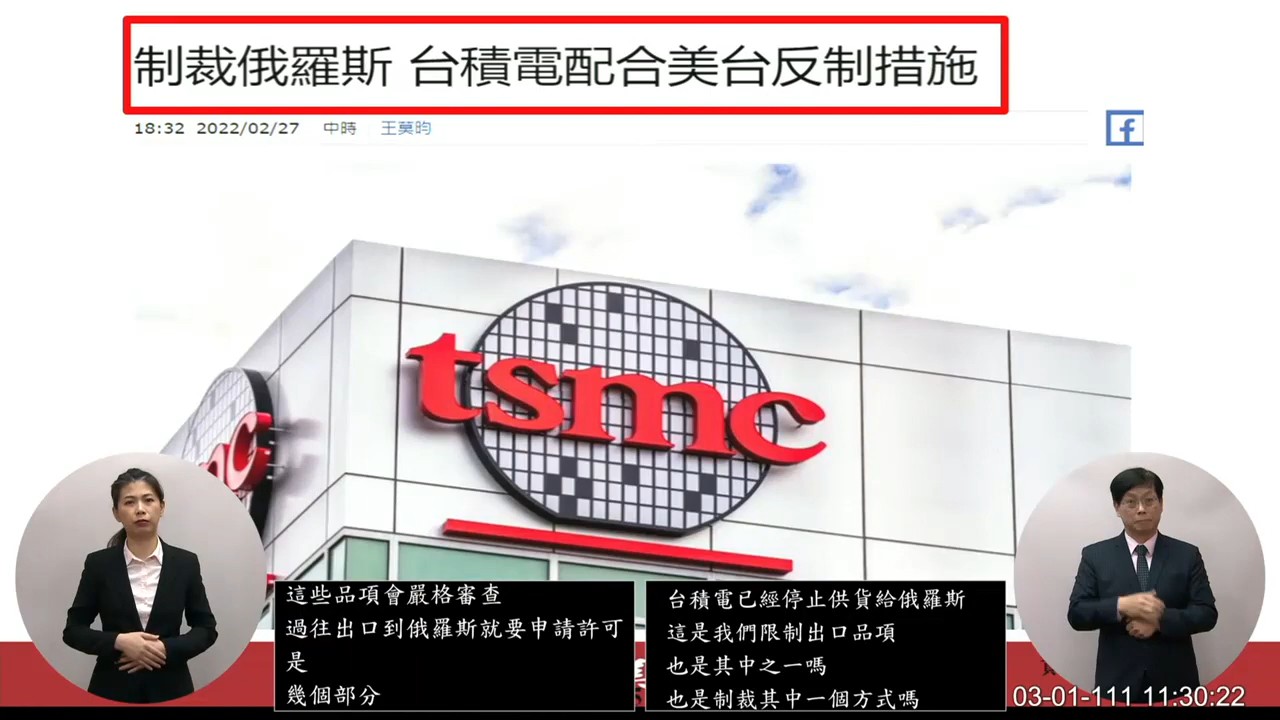 制裁俄羅斯 台積電配合美台反制措施
18:32 2022/02/27 中時 王莫昀
f
tsmc
這些品項會嚴格審查
過往出口到俄羅斯就要申請許可
是
幾個部分
台積電已經停止供貨給俄羅斯
這是我們限制出口品項
也是其中之一嗎
也是制裁其中一個方式嗎
03-01-111 11:30:22